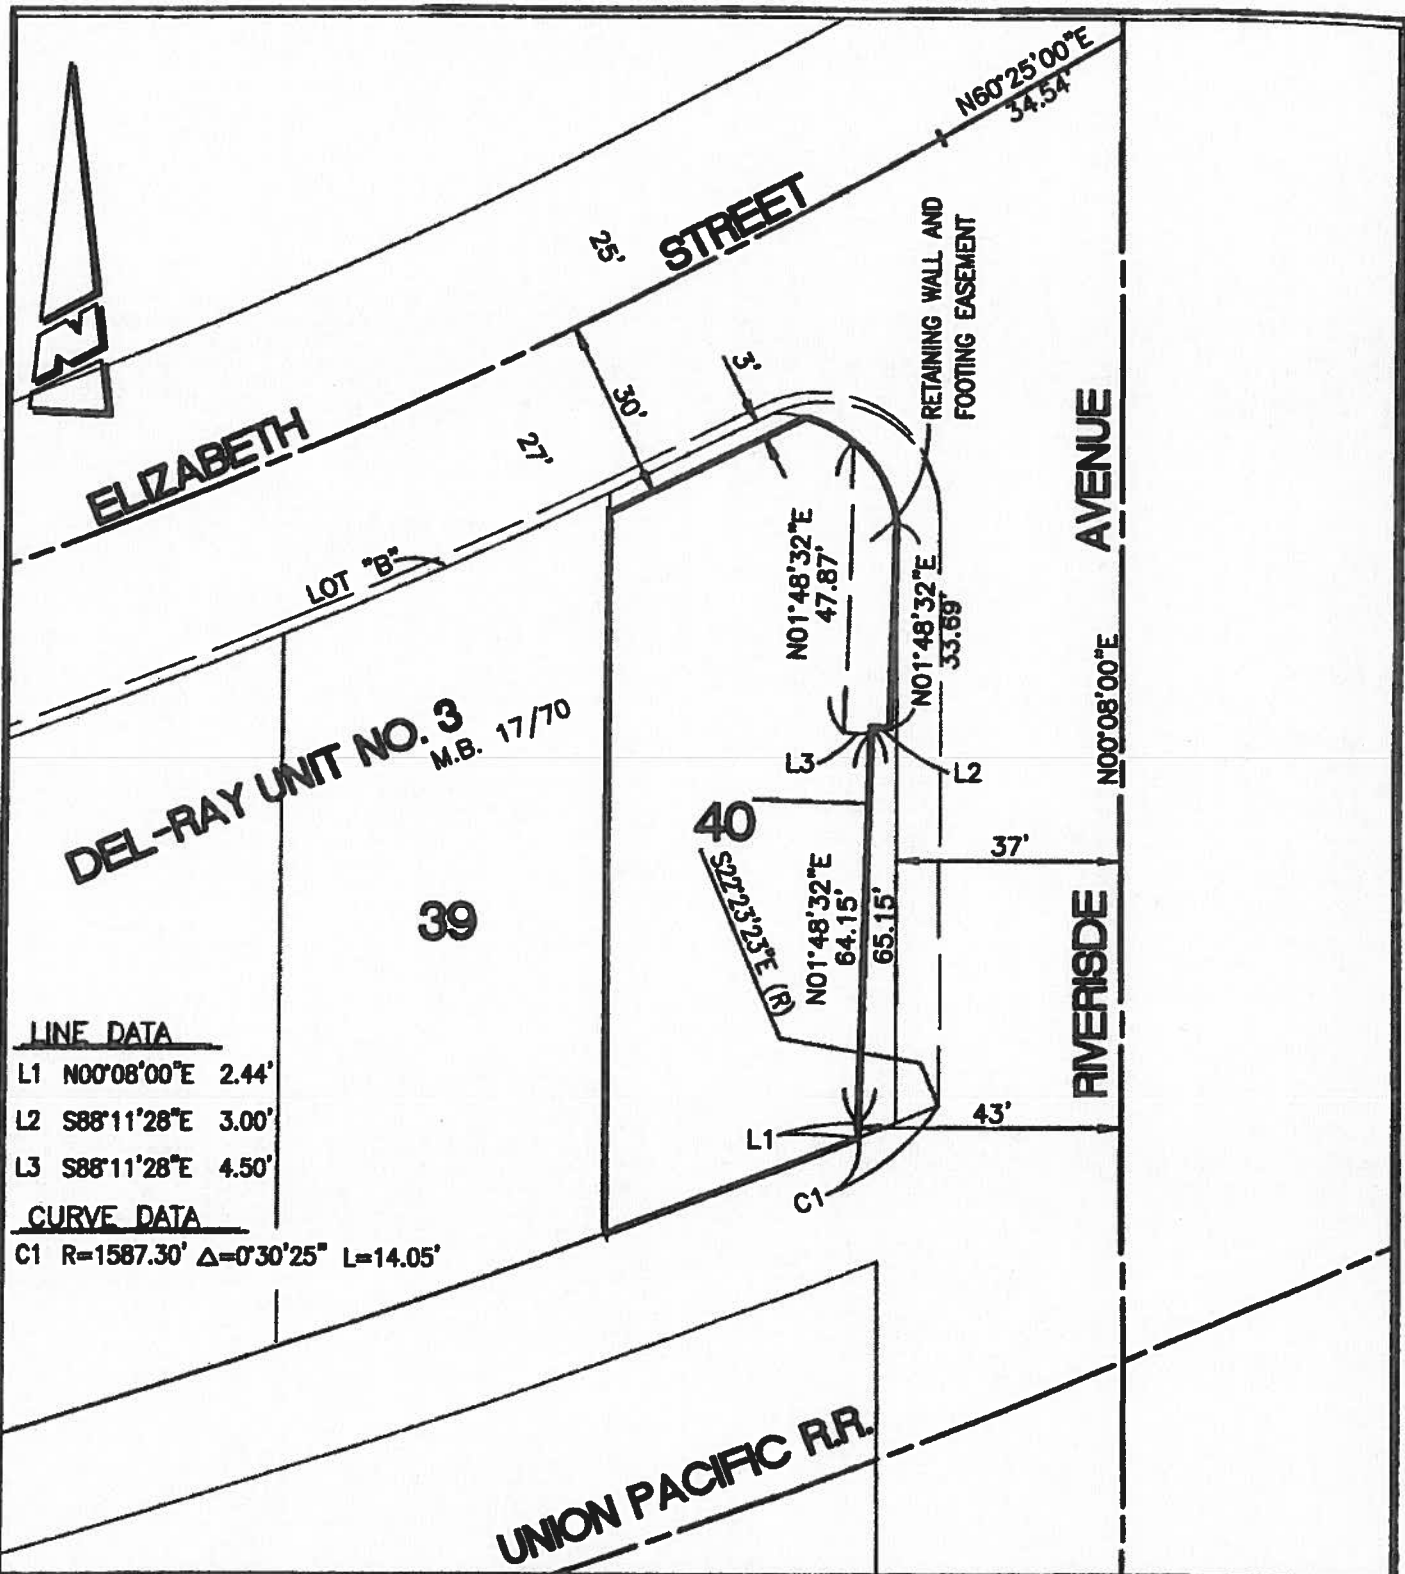 N60°25'00"E
34.54'
N
25'
STREET
RETAINING WALL AND
FOOTING EASEMENT
3'
30'
27'
ELIZABETH
AVENUE
LOT "B"
N01°48'32"E
47.87'
N01°48'32"E
33.69'
N00°08'00"E
DEL-RAY UNIT NO. 3
M.B. 17/70
L3
L2
40
37'
S22°23'23"E (R)
N01°48'32"E
64.15'
65.15'
39
RIVERISDE
LINE DATA
L1 N00°08'00"E 2.44'
L2 S88°11'28"E 3.00'
L3 S88°11'28"E 4.50'
L1
43'
C1
CURVE DATA
C1 R=1587.30' Δ=0°30'25" L=14.05'
UNION PACIFIC R.R.